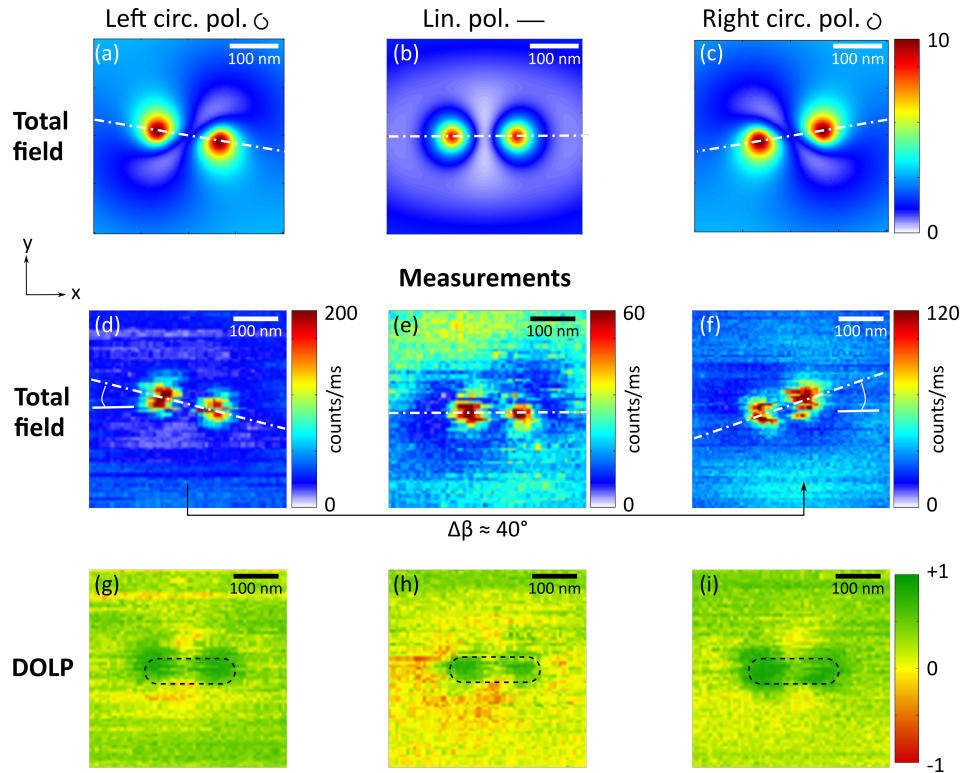 Left circ. pol.
Lin. pol.
Right circ. pol.
Total
field
(a)
100 nm
(b)
100 nm
(c)
100 nm
10
0
y
x
Measurements
Total
field
(d)
100 nm
200
0
counts/ms
(e)
100 nm
60
0
counts/ms
(f)
100 nm
120
0
counts/ms
Δβ ≈ 40°
DOLP
(g)
100 nm
(h)
100 nm
(i)
100 nm
+1
0
-1